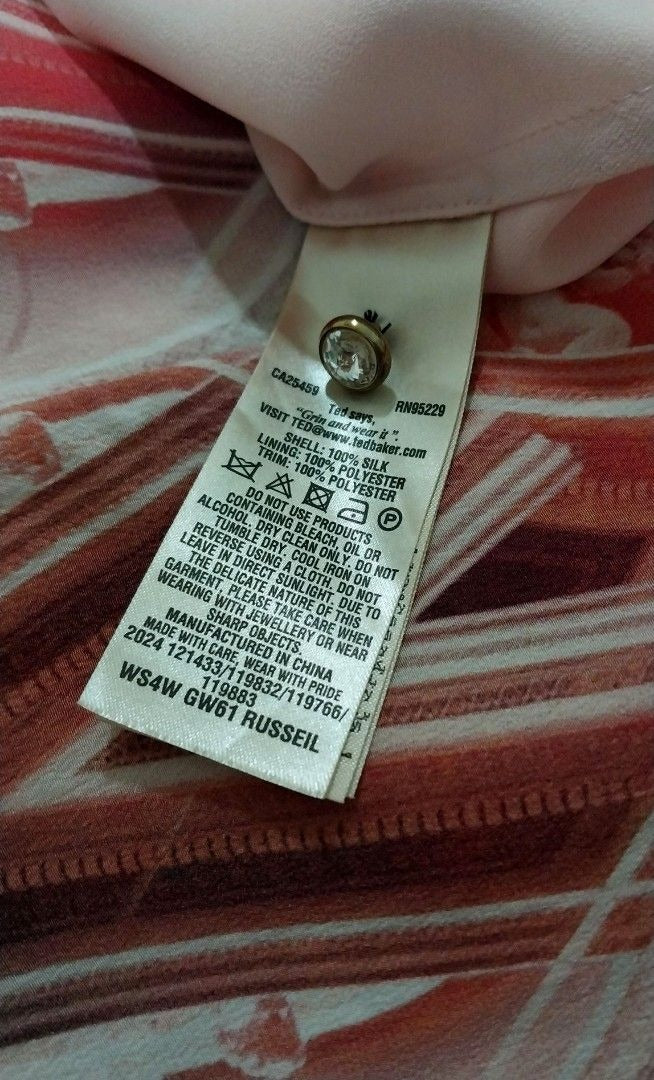 CA25459 RN95229
Ted says,
"Grin and wear it".
VISIT TED@www.tedbaker.com
SHELL: 100% SILK
LINING: 100% POLYESTER
TRIM: 100% POLYESTER
P
DO NOT USE PRODUCTS
CONTAINING BLEACH, OIL OR
ALCOHOL. DRY CLEAN ONLY. DO NOT
TUMBLE DRY. COOL IRON ON
REVERSE USING A CLOTH. DO NOT
LEAVE IN DIRECT SUNLIGHT. DUE TO
THE DELICATE NATURE OF THIS
GARMENT, PLEASE TAKE CARE WHEN
WEARING WITH JEWELLERY OR NEAR
SHARP OBJECTS.
MANUFACTURED IN CHINA
MADE WITH CARE, WEAR WITH PRIDE
2024 121433/119832/119766/
119883
WS4W GW61 RUSSEIL